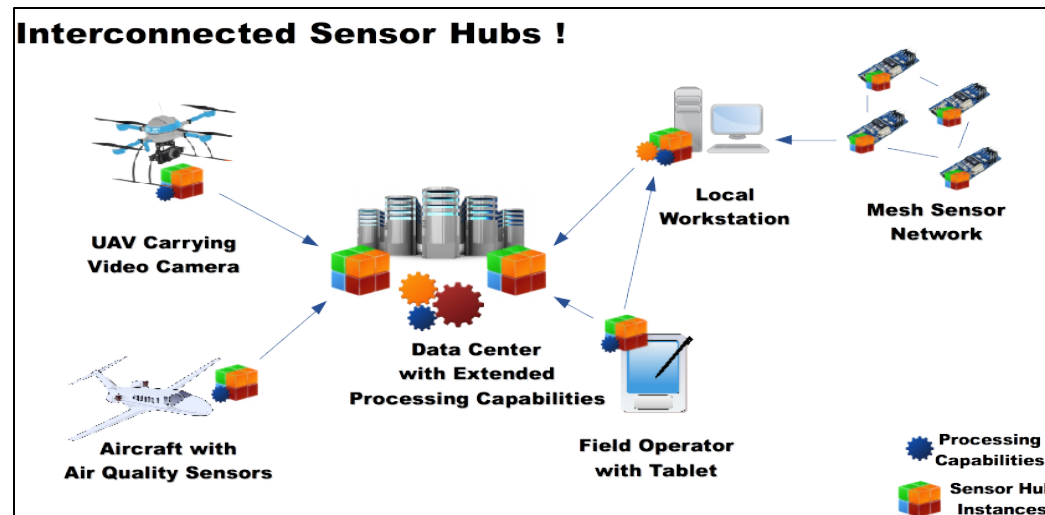 Interconnected Sensor Hubs !
UAV Carrying
Video Camera
Local
Workstation
Mesh Sensor
Network
Data Center
with Extended
Processing Capabilities
Aircraft with
Air Quality Sensors
Field Operator
with Tablet
Processing
Capabilities
Sensor Hub
Instances